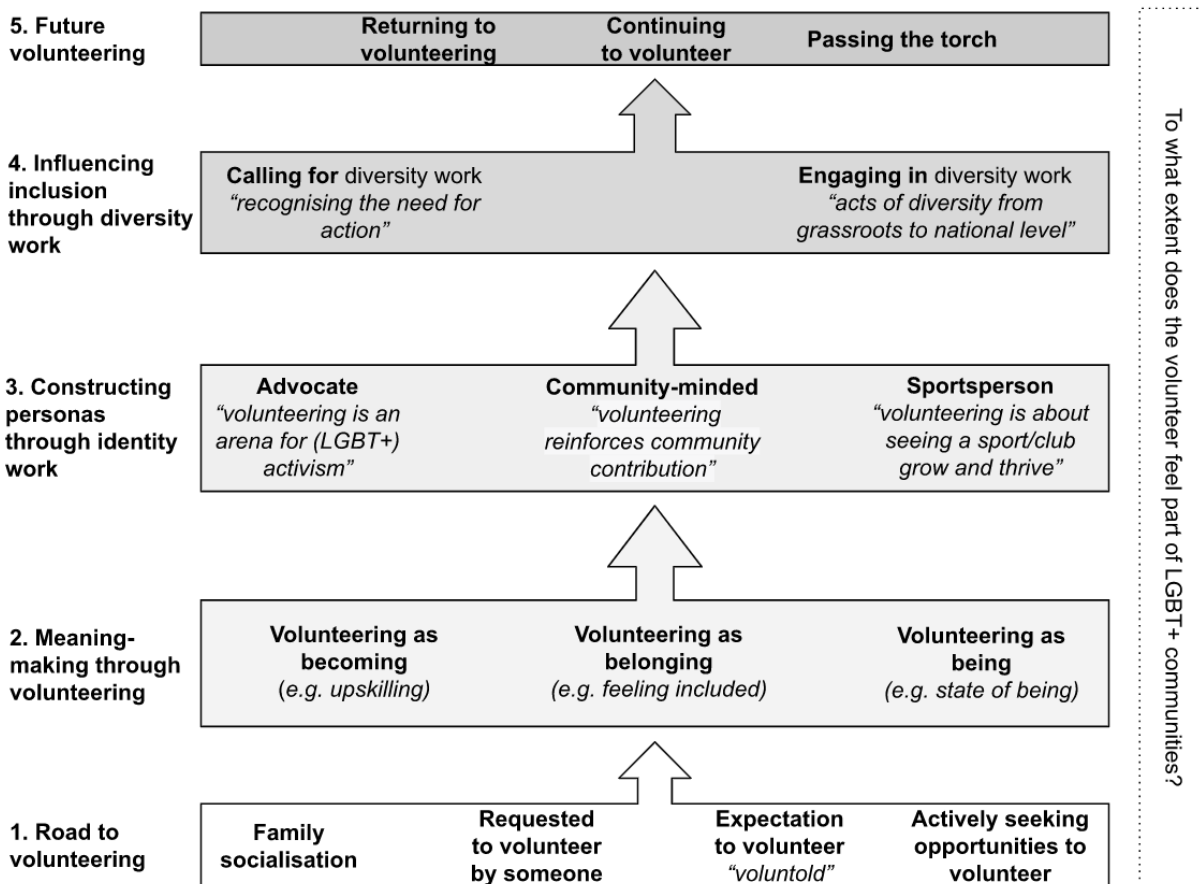 5. Future
volunteering
Returning to
volunteering
Continuing
to volunteer
Passing the torch
4. Influencing
inclusion
through diversity
work
Calling for diversity work
“recognising the need for
action”
Engaging in diversity work
“acts of diversity from
grassroots to national level”
3. Constructing
personas
through identity
work
Advocate
“volunteering is an
arena for (LGBT+)
activism”
Community-minded
“volunteering
reinforces community
contribution”
Sportsperson
“volunteering is about
seeing a sport/club
grow and thrive”
2. Meaning-
making through
volunteering
Volunteering as
becoming
(e.g. upskilling)
Volunteering as
belonging
(e.g. feeling included)
Volunteering as
being
(e.g. state of being)
1. Road to
volunteering
Family
socialisation
Requested
to volunteer
by someone
Expectation
to volunteer
“voluntold”
Actively seeking
opportunities to
volunteer
To what extent does the volunteer feel part of LGBT+ communities?